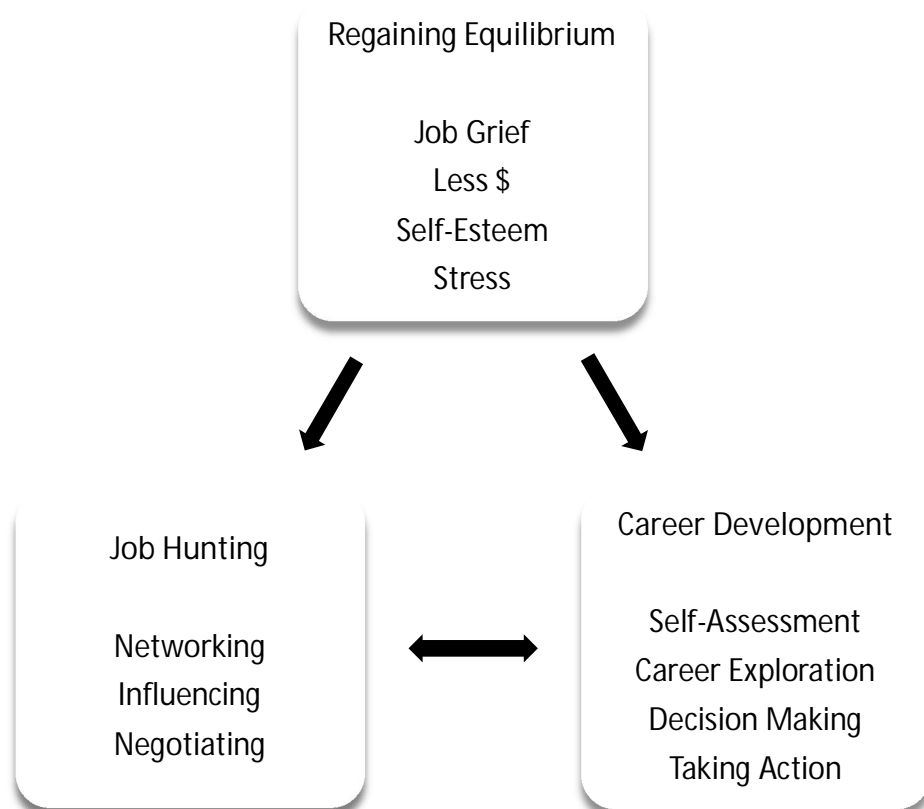 Regaining Equilibrium
Job Grief
Less $
Self-Esteem
Stress
Job Hunting
Networking
Influencing
Negotiating
Career Development
Self-Assessment
Career Exploration
Decision Making
Taking Action